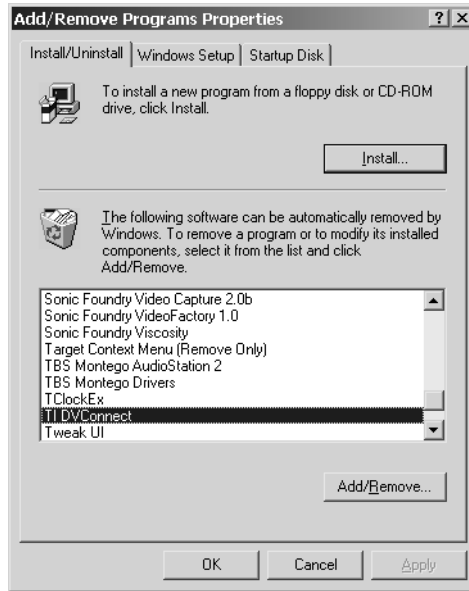 Add/Remove Programs Properties
Install/Uninstall
Windows Setup
Startup Disk
To install a new program from a floppy disk or CD-ROM
drive, click Install.
Install...
The following software can be automatically removed by
Windows. To remove a program or to modify its installed
components, select it from the list and click
Add/Remove.
Sonic Foundry Video Capture 2.0b
Sonic Foundry VideoFactory 1.0
Sonic Foundry Viscosity
Target Context Menu (Remove Only)
TBS Montego AudioStation 2
TBS Montego Drivers
TClockEx
TI DVConnect
Tweak UI
Add/Remove...
OK
Cancel
Apply